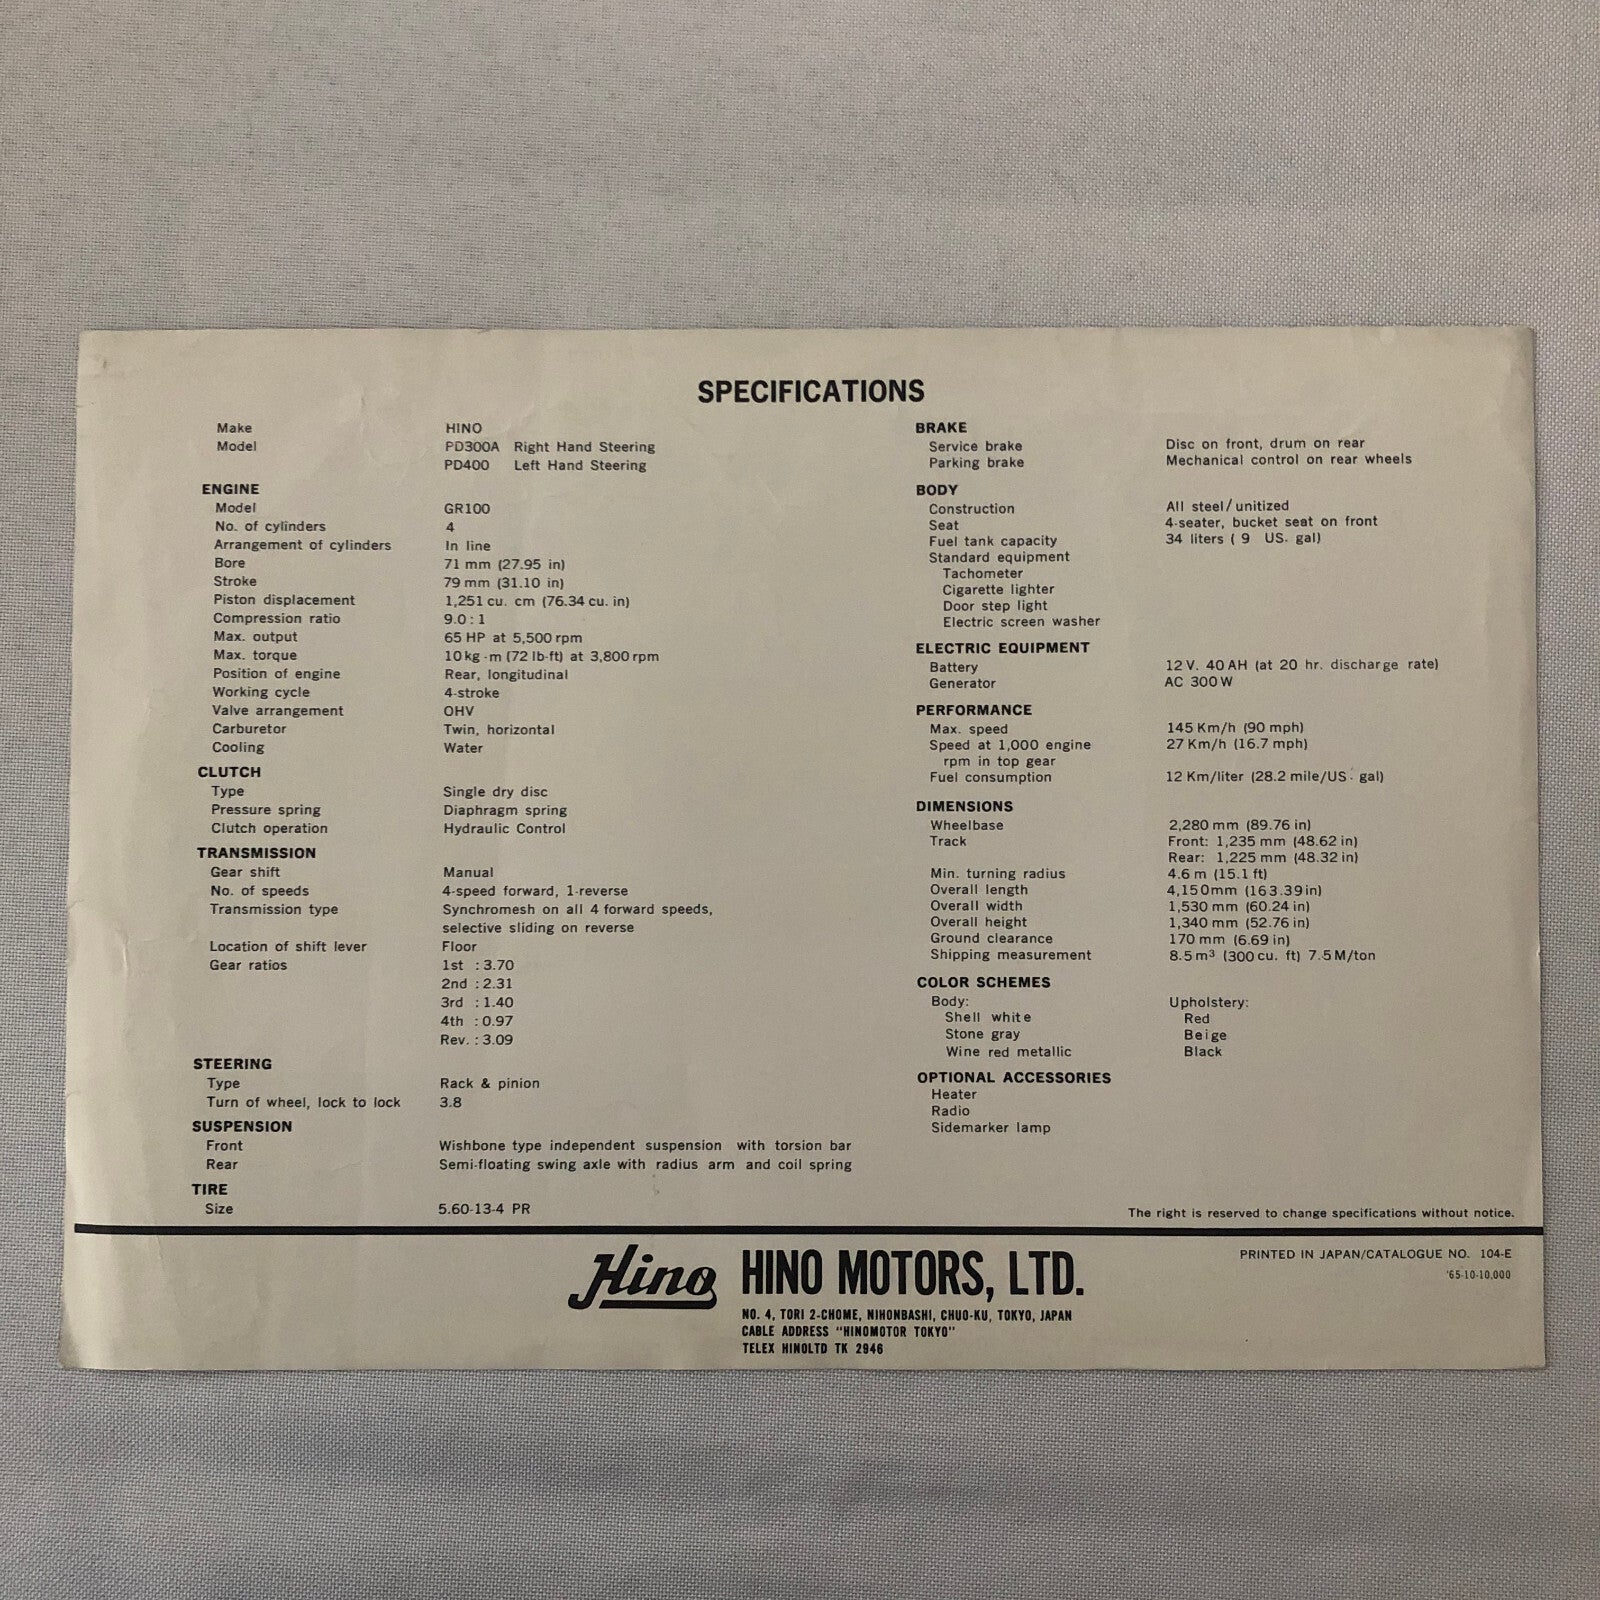 SPECIFICATIONS
Make HINO
Model PD300A Right Hand Steering
PD400 Left Hand Steering
ENGINE
Model GR100
No. of cylinders 4
Arrangement of cylinders In line
Bore 71 mm (27.95 in)
Stroke 79 mm (31.10 in)
Piston displacement 1,251 cu. cm (76.34 cu. in)
Compression ratio 9.0 : 1
Max. output 65 HP at 5,500 rpm
Max. torque 10 kg-m (72 lb-ft) at 3,800 rpm
Position of engine Rear, longitudinal
Working cycle 4-stroke
Valve arrangement OHV
Carburetor Twin, horizontal
Cooling Water
CLUTCH
Type Single dry disc
Pressure spring Diaphragm spring
Clutch operation Hydraulic Control
TRANSMISSION
Gear shift Manual
No. of speeds 4-speed forward, 1-reverse
Transmission type Synchromesh on all 4 forward speeds,
selective sliding on reverse
Location of shift lever Floor
Gear ratios 1st : 3.70
2nd : 2.31
3rd : 1.40
4th : 0.97
Rev. : 3.09
STEERING
Type Rack & pinion
Turn of wheel, lock to lock 3.8
SUSPENSION
Front Wishbone type independent suspension with torsion bar
Rear Semi-floating swing axle with radius arm and coil spring
TIRE
Size 5.60-13-4 PR
BRAKE
Service brake Disc on front, drum on rear
Parking brake Mechanical control on rear wheels
BODY
Construction All steel/unitized
Seat 4-seater, bucket seat on front
Fuel tank capacity 34 liters ( 9 US. gal)
Standard equipment
Tachometer
Cigarette lighter
Door step light
Electric screen washer
ELECTRIC EQUIPMENT
Battery 12 V. 40 AH (at 20 hr. discharge rate)
Generator AC 300 W
PERFORMANCE
Max. speed 145 Km/h (90 mph)
Speed at 1,000 engine 27 Km/h (16.7 mph)
rpm in top gear
Fuel consumption 12 Km/liter (28.2 mile/US. gal)
DIMENSIONS
Wheelbase 2,280 mm (89.76 in)
Track Front: 1,235 mm (48.62 in)
Rear: 1,225 mm (48.32 in)
Min. turning radius 4.6 m (15.1 ft)
Overall length 4,150 mm (163.39 in)
Overall width 1,530 mm (60.24 in)
Overall height 1,340 mm (52.76 in)
Ground clearance 170 mm (6.69 in)
Shipping measurement 8.5 m³ (300 cu. ft) 7.5 M/ton
COLOR SCHEMES
Body: Upholstery:
Shell white Red
Stone gray Beige
Wine red metallic Black
OPTIONAL ACCESSORIES
Heater
Radio
Sidemarker lamp
The right is reserved to change specifications without notice.
Hino HINO MOTORS, LTD.
NO. 4, TORI 2-CHOME, NIHONBASHI, CHUO-KU, TOKYO, JAPAN
CABLE ADDRESS "HINOMOTOR TOKYO"
TELEX HINOLTD TK 2946
PRINTED IN JAPAN/CATALOGUE NO. 104-E
'65-10-10,000